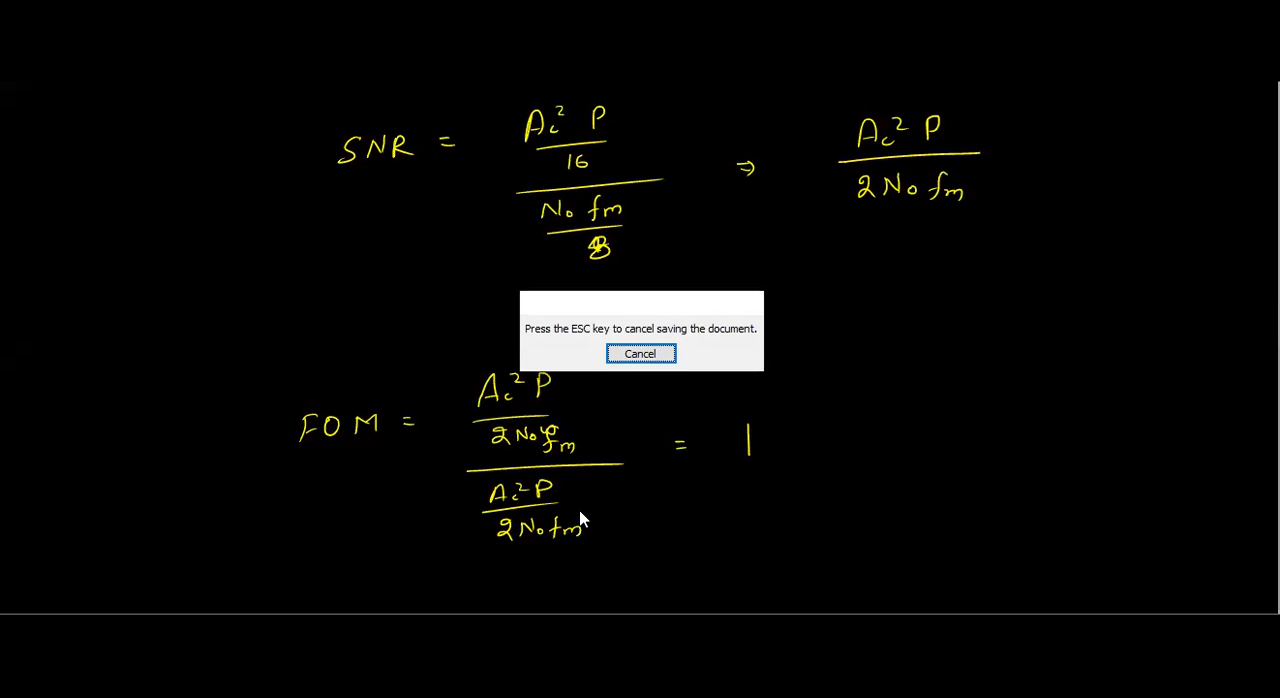 SNR = (Ac² P / 16) / (No fm / 8) ⇒ Ac² P / 2 No fm
Press the ESC key to cancel saving the document.
Cancel
FOM = (Ac² P / 2 No fm) / (Ac² P / 2 No fm) = 1